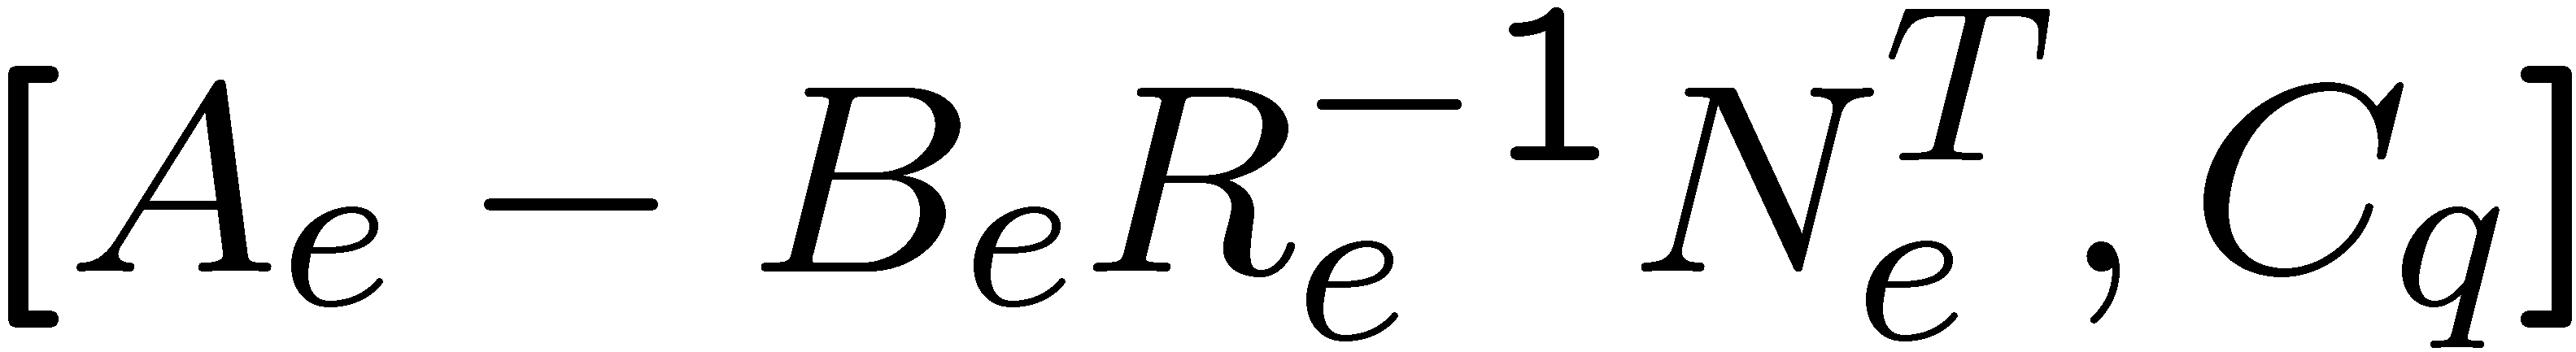 $[A_e - B_e R_e^{-1} N_e^T, C_q]$